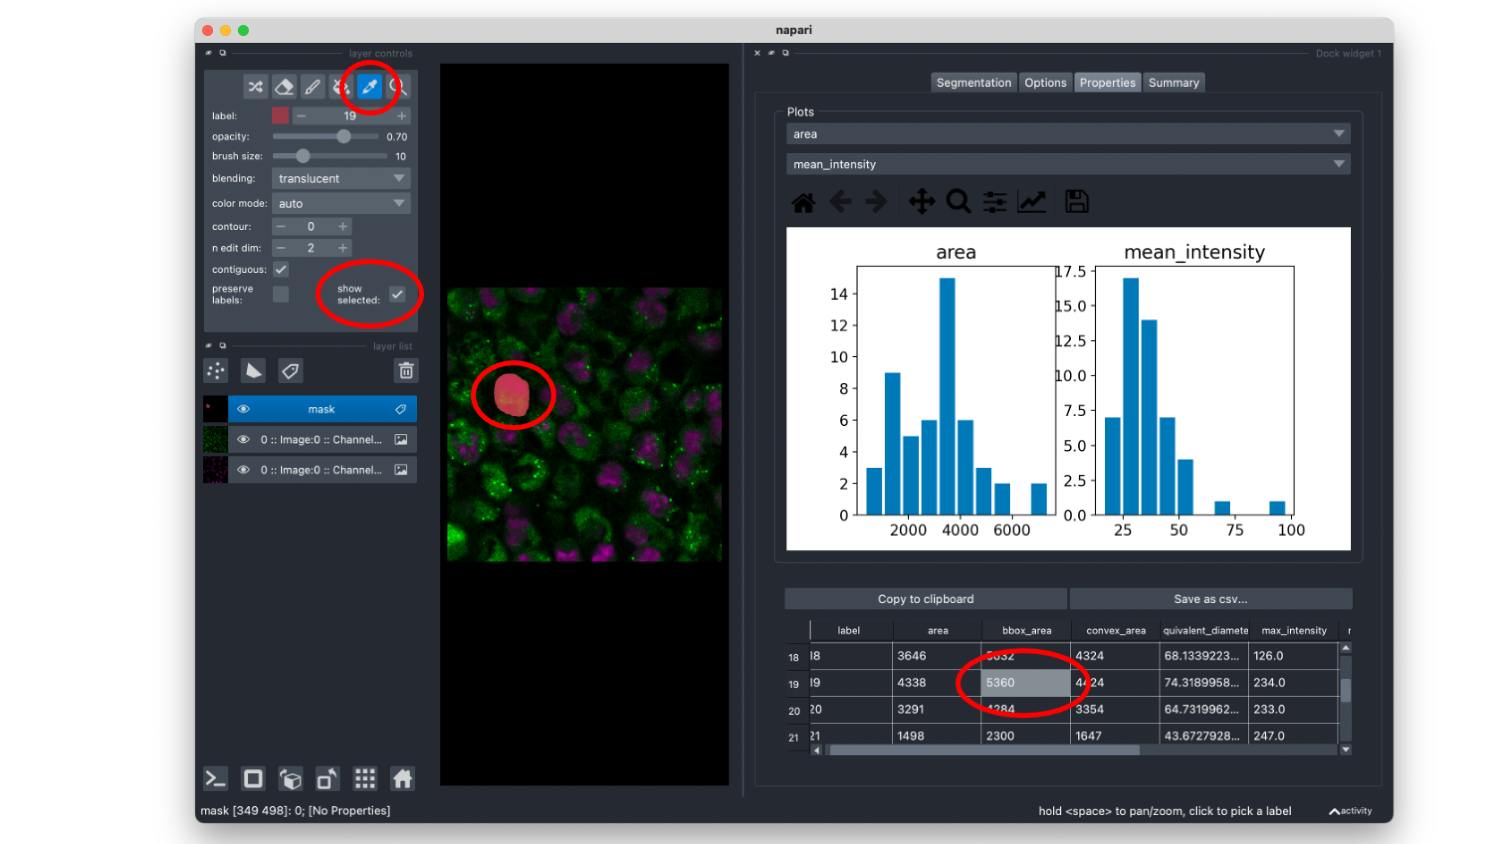 napari
layer controls
Dock widget 1
Segmentation Options Properties Summary
label: 19
opacity: 0.70
brush size: 10
blending: translucent
color mode: auto
contour: 0
n edit dim: 2
contiguous:
preserve
labels:
show
selected:
layer list
mask
0 :: Image:0 :: Channel...
0 :: Image:0 :: Channel...
Plots
area
mean_intensity
area
14
12
10
8
6
4
2
0
2000 4000 6000
mean_intensity
17.5
15.0
12.5
10.0
7.5
5.0
2.5
0.0
25 50 75 100
Copy to clipboard Save as csv...
label area bbox_area convex_area quivalent_diamete max_intensity r
18 18 3646 5032 4324 68.1339223... 126.0
19 19 4338 5360 4424 74.3189958... 234.0
20 20 3291 4284 3354 64.7319962... 233.0
21 21 1498 2300 1647 43.6727928... 247.0
mask [349 498]: 0; [No Properties]
hold <space> to pan/zoom, click to pick a label
activity